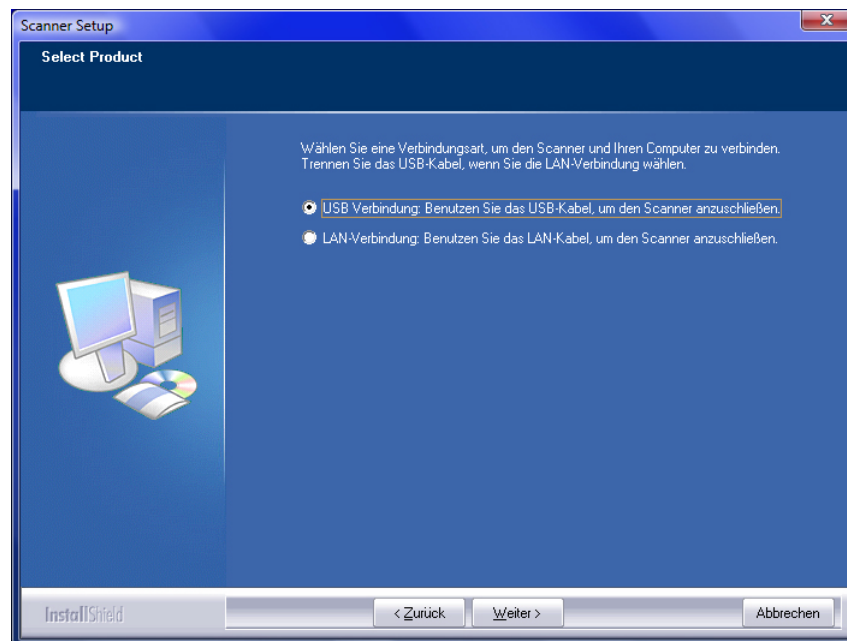 Scanner Setup
Select Product
Wählen Sie eine Verbindungsart, um den Scanner und Ihren Computer zu verbinden.
Trennen Sie das USB-Kabel, wenn Sie die LAN-Verbindung wählen.
USB Verbindung: Benutzen Sie das USB-Kabel, um den Scanner anzuschließen.
LAN-Verbindung: Benutzen Sie das LAN-Kabel, um den Scanner anzuschließen.
InstallShield
< Zurück Weiter > Abbrechen